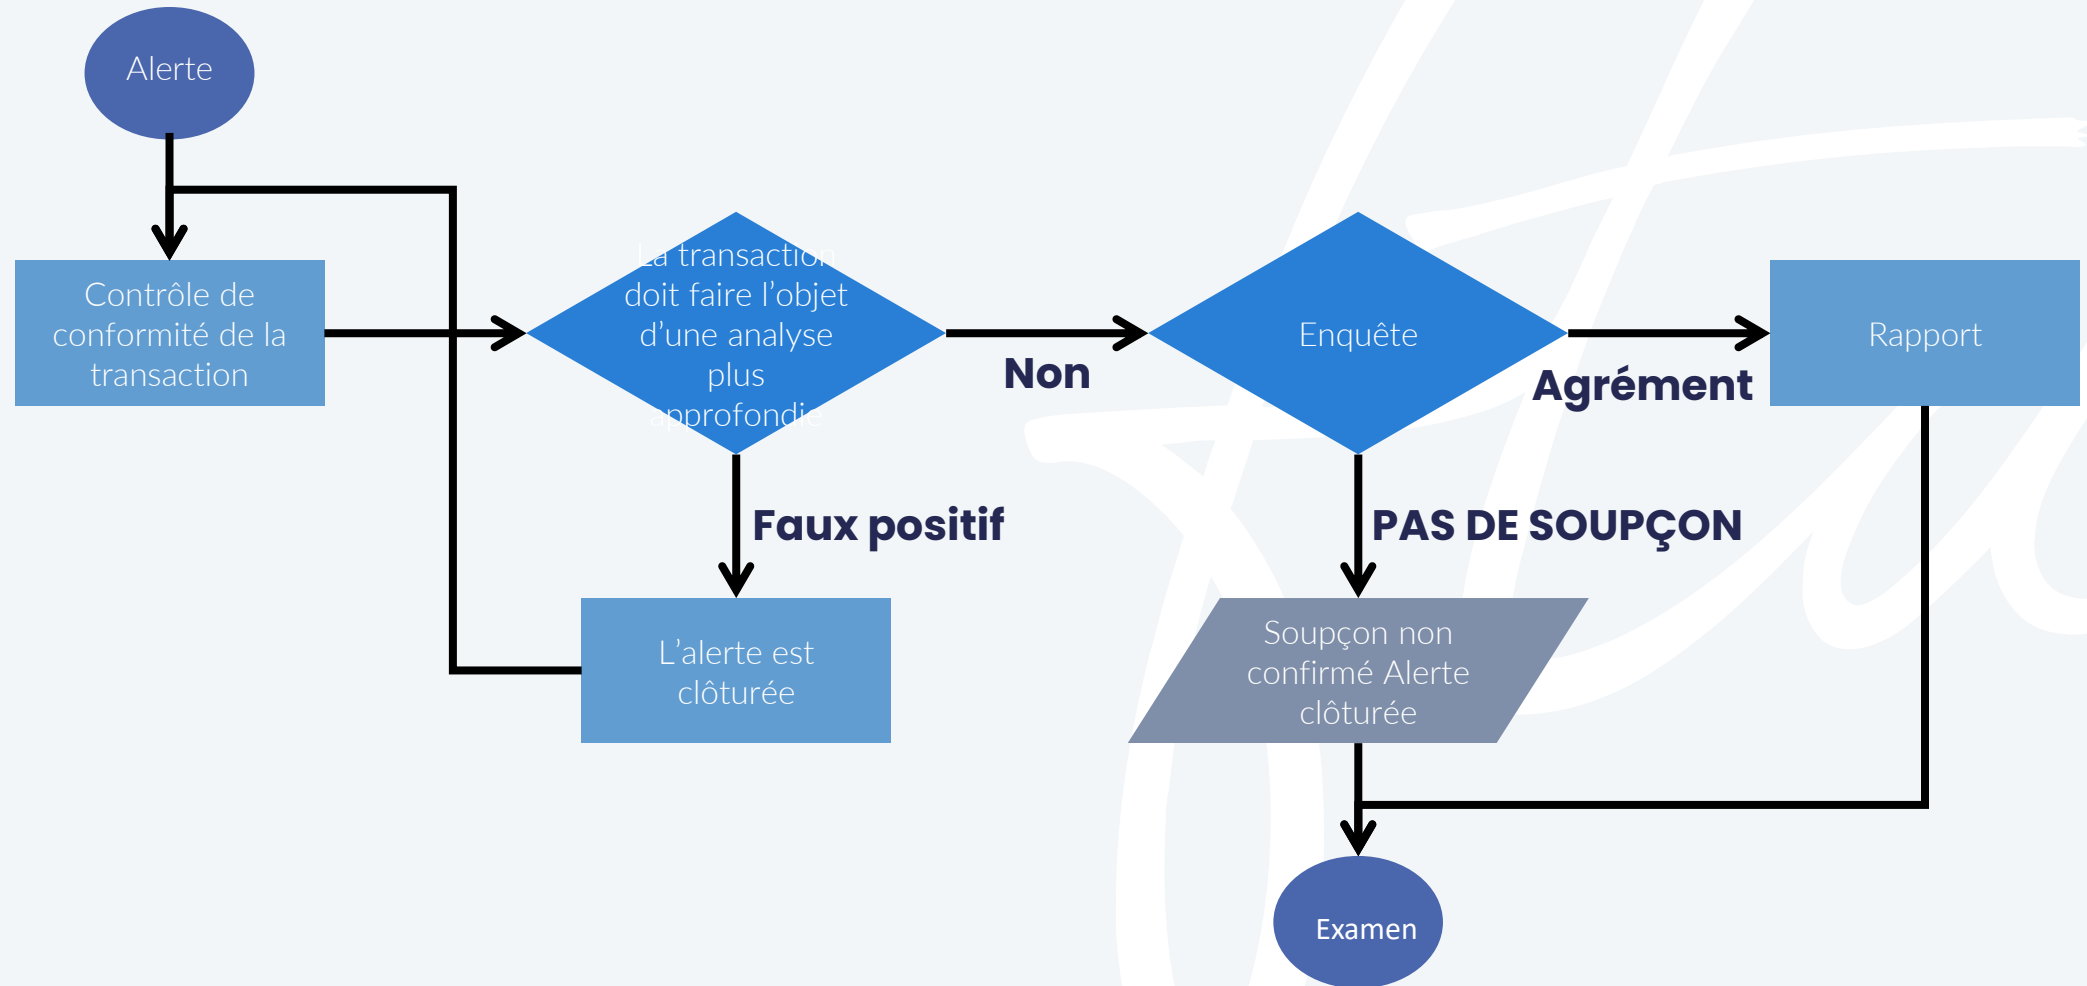 Alerte
Contrôle de
conformité de la
transaction
La transaction
doit faire l’objet
d’une analyse
plus
approfondie
Non
Enquête
Agrément
Rapport
Faux positif
PAS DE SOUPÇON
L’alerte est
clôturée
Soupçon non
confirmé Alerte
clôturée
Examen